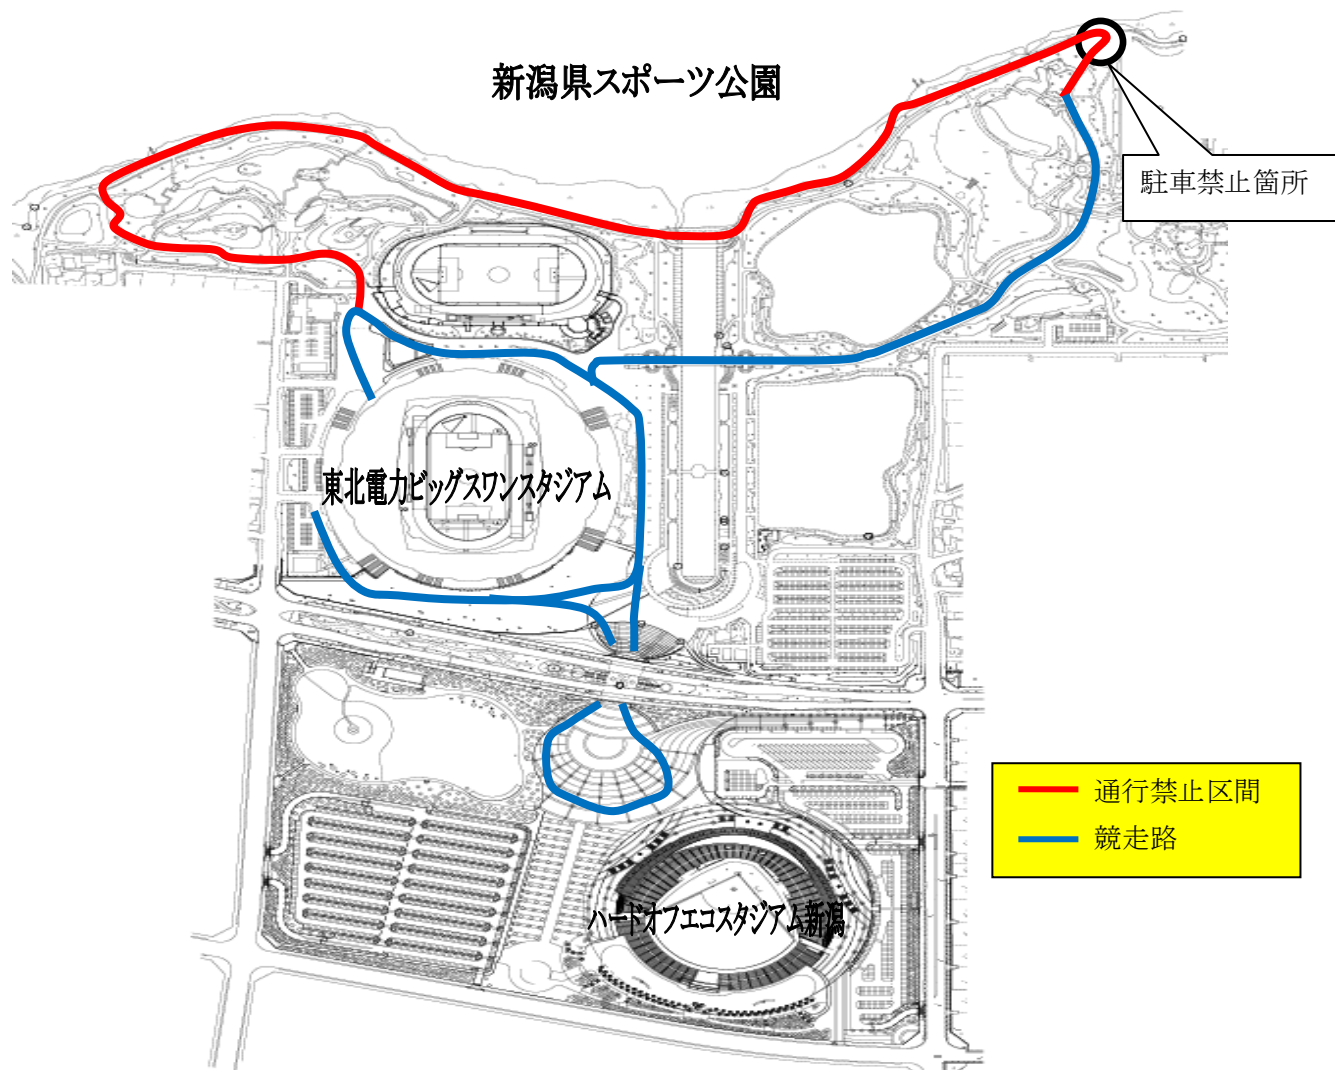 新潟県スポーツ公園
駐車禁止箇所
東北電力ビッグスワンスタジアム
通行禁止区間
競走路
ハードオフエコスタジアム新潟